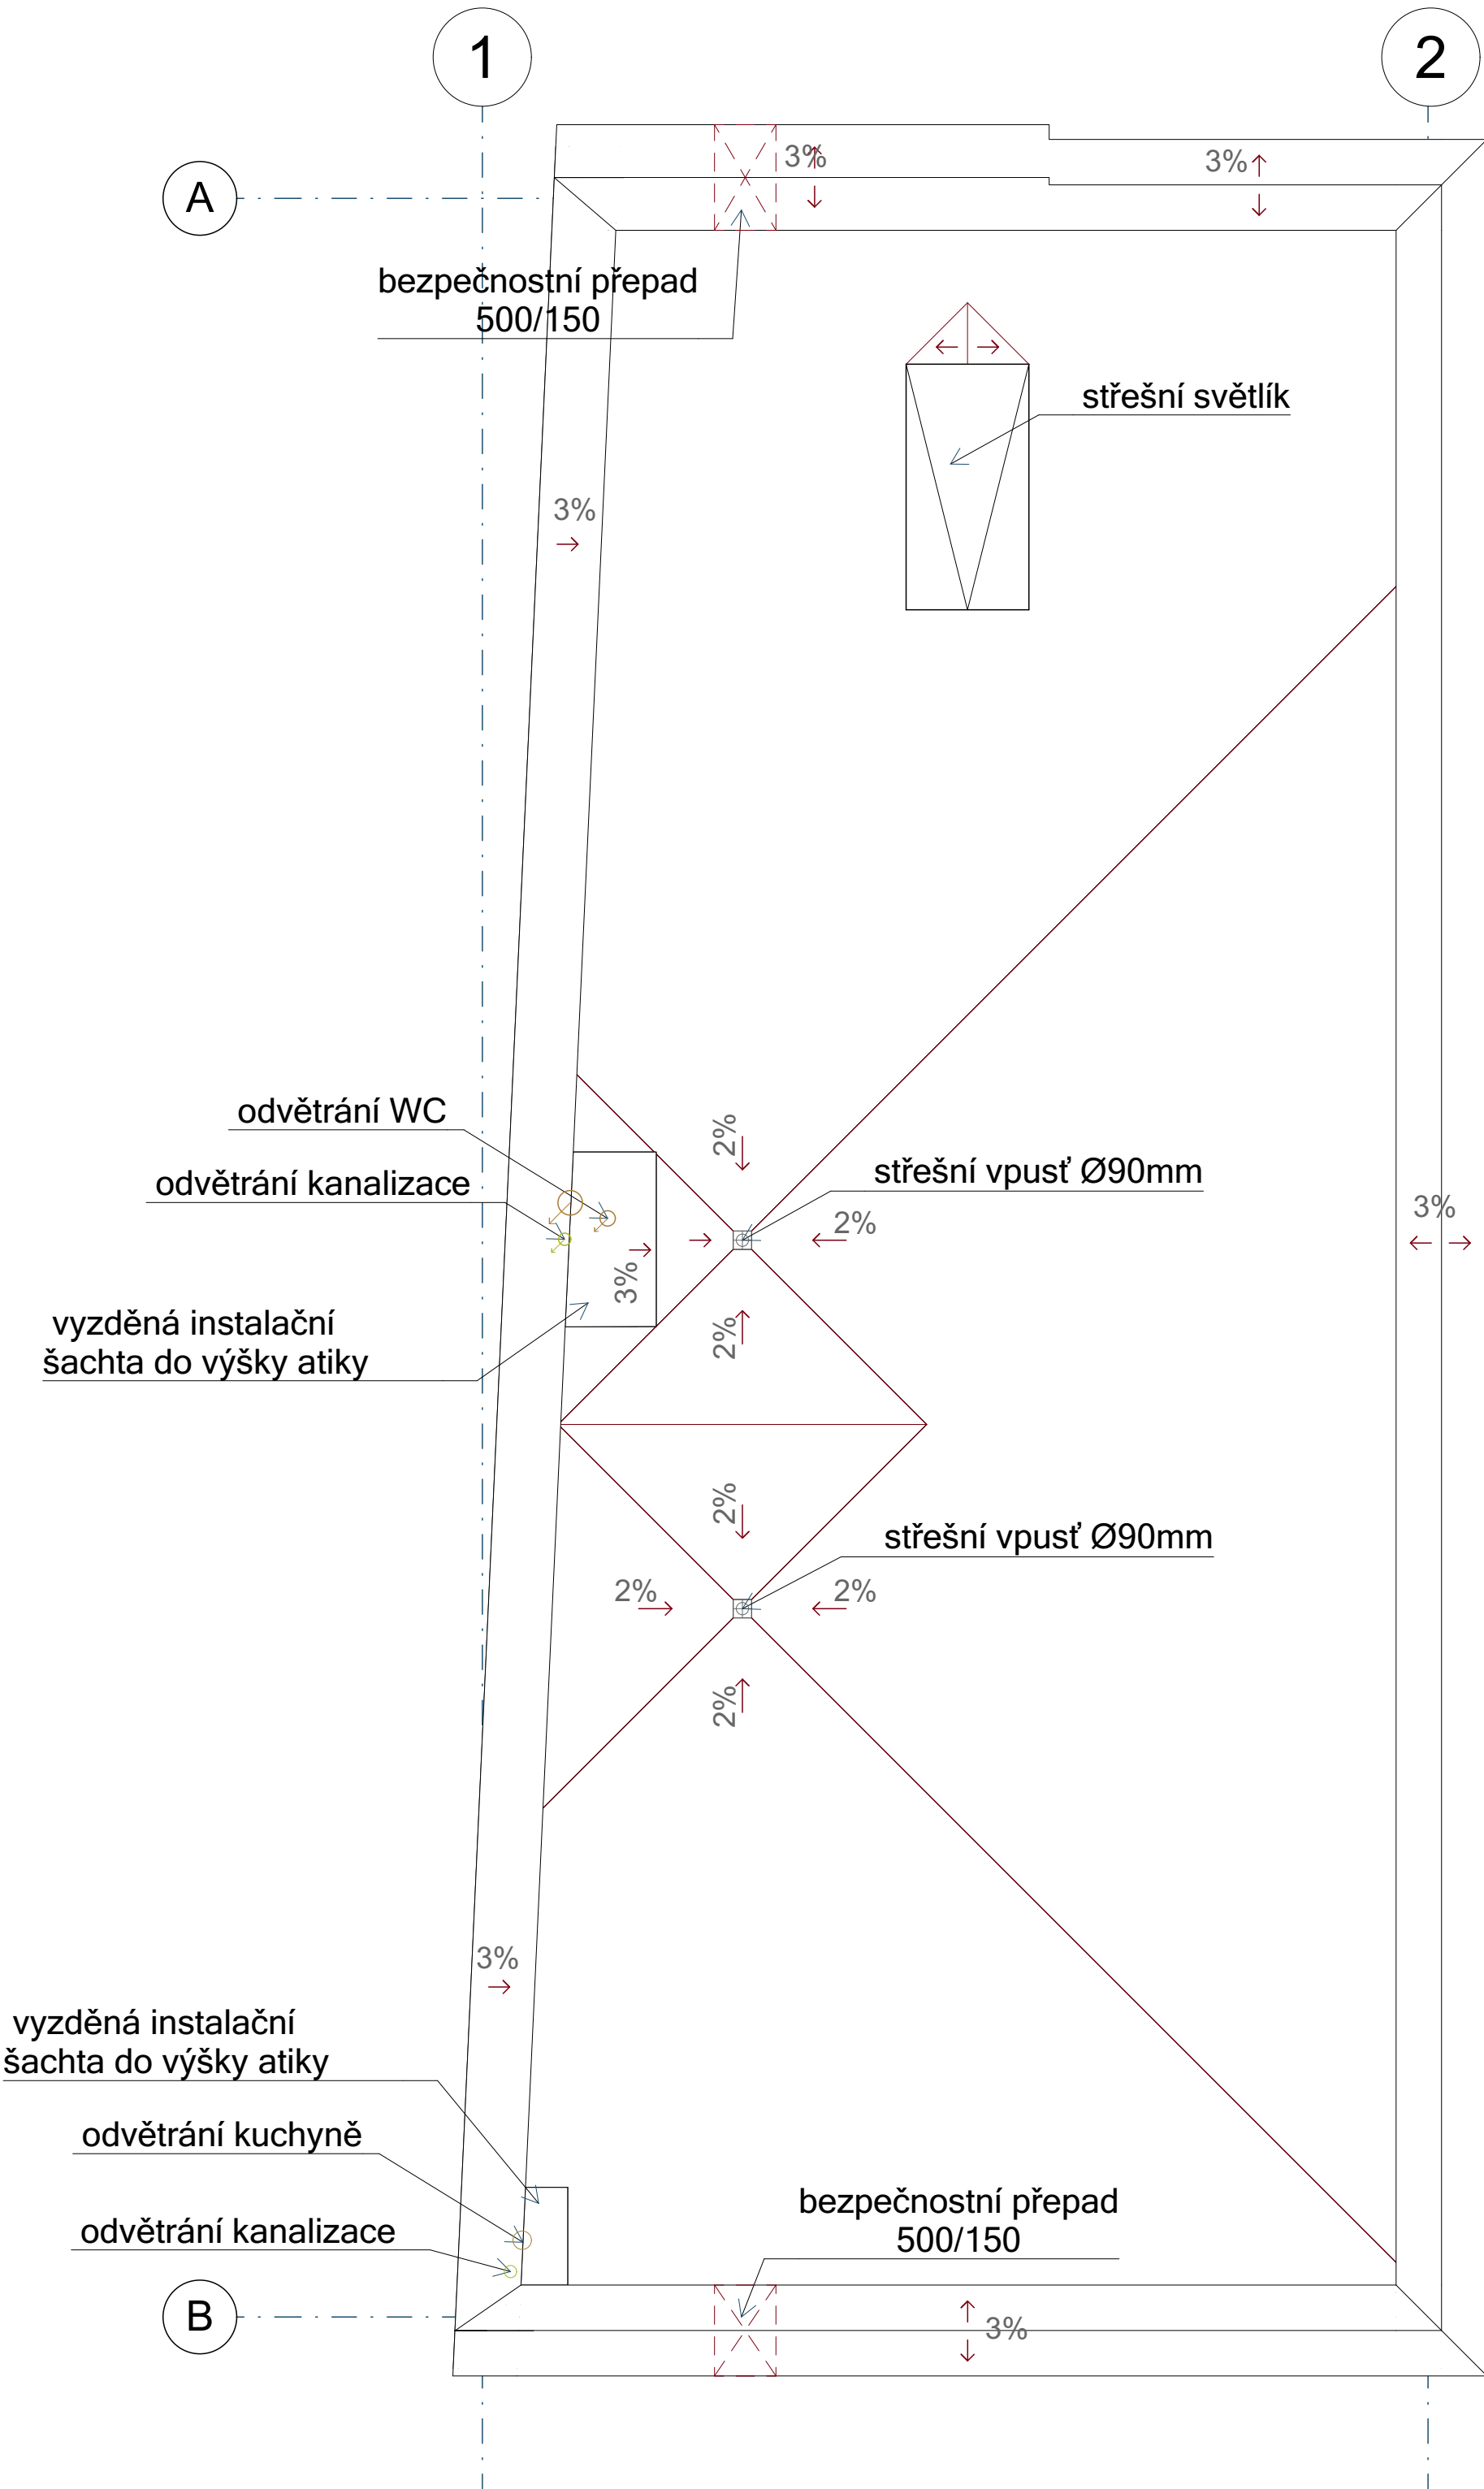 1
2
A
3%
3%
bezpečnostní přepad
500/150
střešní světlík
3%
odvětrání WC
2%
odvětrání kanalizace
střešní vpusť Ø90mm
2%
3%
3%
vyzděná instalační
šachta do výšky atiky
2%
2%
střešní vpusť Ø90mm
2%
2%
2%
3%
vyzděná instalační
šachta do výšky atiky
odvětrání kuchyně
odvětrání kanalizace
bezpečnostní přepad
500/150
B
3%